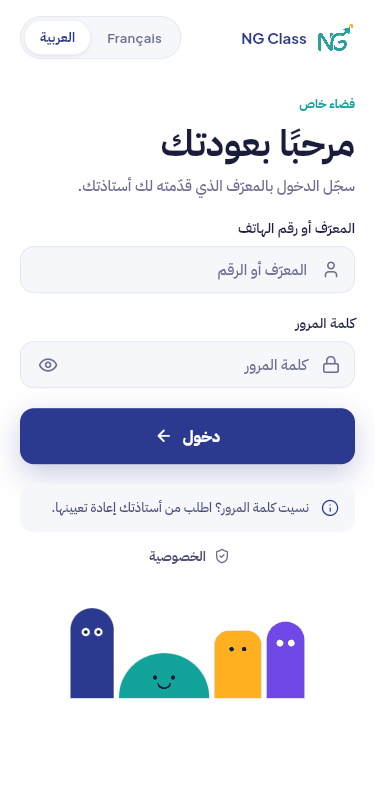 NG NG Class
Français
العربية
فضاء خاص
مرحبًا بعودتك
سجّل الدخول بالمعرّف الذي قدّمته لك أستاذتك.
المعرّف أو رقم الهاتف
المعرّف أو الرقم
كلمة المرور
كلمة المرور
دخول
نسيت كلمة المرور؟ اطلب من أستاذتك إعادة تعيينها.
الخصوصية